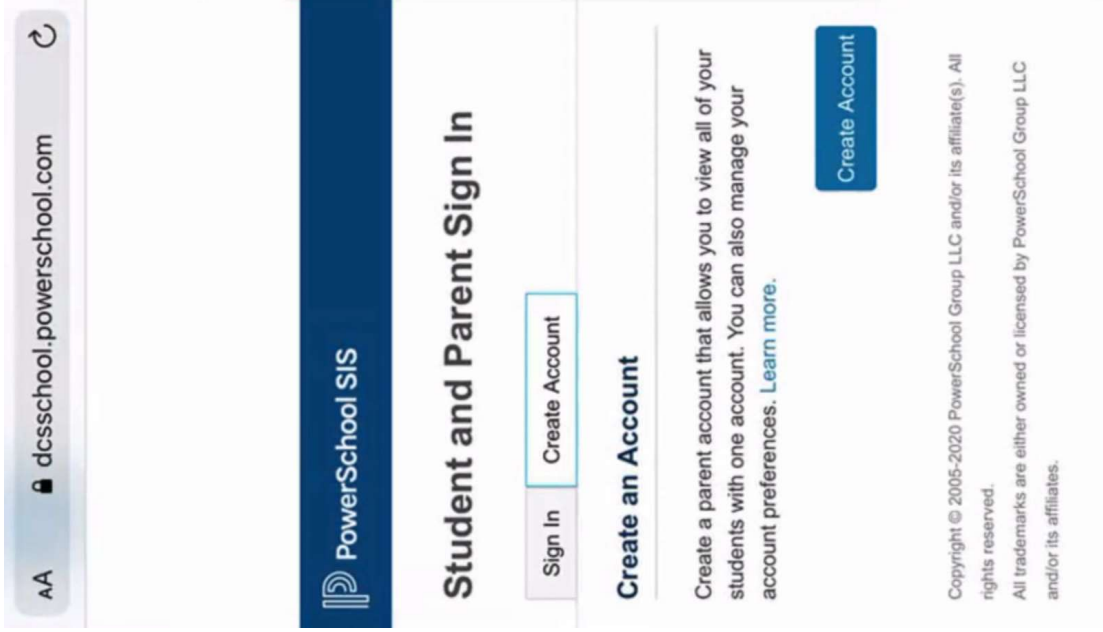 AA dcssschool.powerschool.com
PowerSchool SIS
Student and Parent Sign In
Sign In Create Account
Create an Account
Create a parent account that allows you to view all of your
students with one account. You can also manage your
account preferences. Learn more.
Create Account
Copyright © 2005-2020 PowerSchool Group LLC and/or its affiliate(s). All
rights reserved.
All trademarks are either owned or licensed by PowerSchool Group LLC
and/or its affiliates.